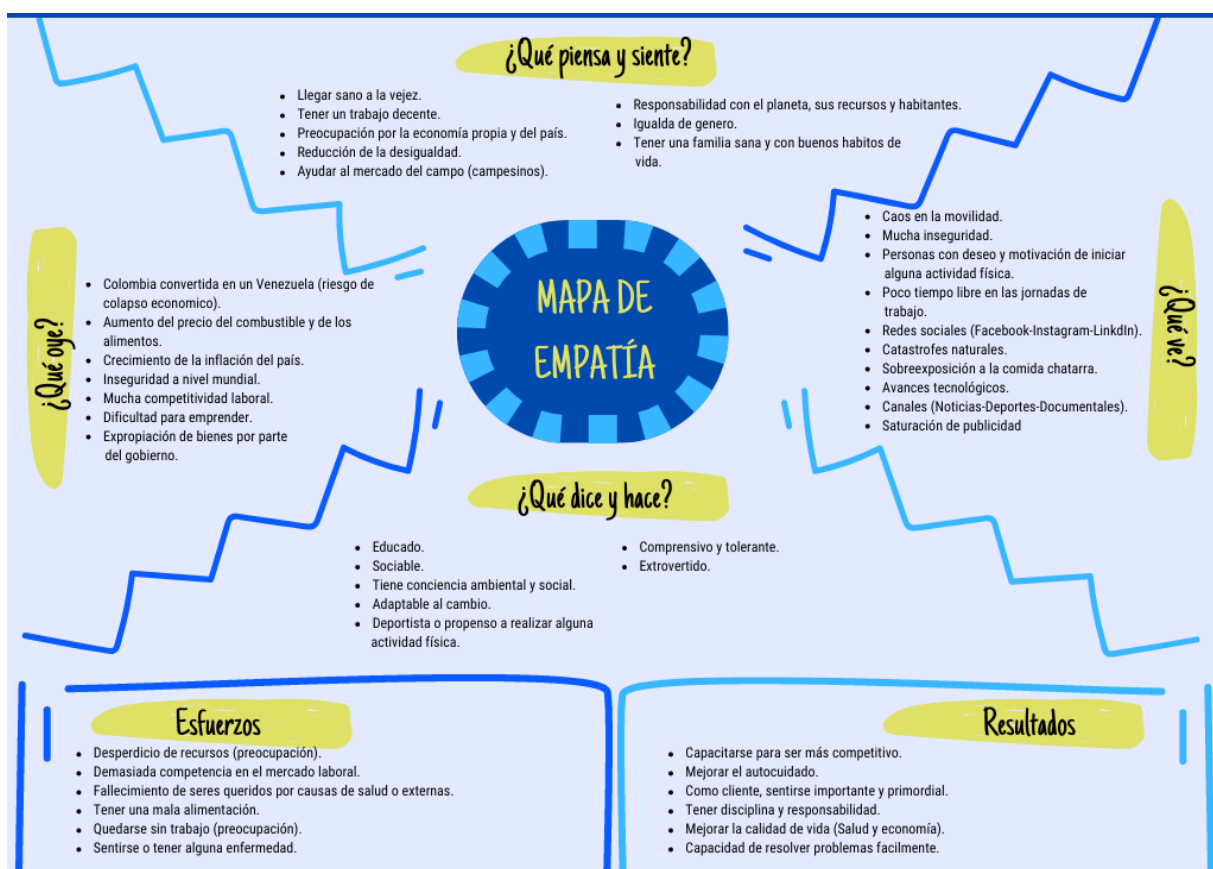 ¿Qué piensa y siente?
• Llegar sano a la vejez.
• Tener un trabajo decente.
• Preocupación por la economía propia y del país.
• Reducción de la desigualdad.
• Ayudar al mercado del campo (campesinos).
• Responsabilidad con el planeta, sus recursos y habitantes.
• Igualda de genero.
• Tener una familia sana y con buenos habitos de
vida.
¿Qué oye?
• Colombia convertida en un Venezuela (riesgo de
colapso economico).
• Aumento del precio del combustible y de los
alimentos.
• Crecimiento de la inflación del país.
• Inseguridad a nivel mundial.
• Mucha competitividad laboral.
• Dificultad para emprender.
• Expropiación de bienes por parte
del gobierno.
MAPA DE
EMPATÍA
• Caos en la movilidad.
• Mucha inseguridad.
• Personas con deseo y motivación de iniciar
alguna actividad física.
• Poco tiempo libre en las jornadas de
trabajo.
• Redes sociales (Facebook-Instagram-LinkdIn).
• Catastrofes naturales.
• Sobreexposición a la comida chatarra.
• Avances tecnológicos.
• Canales (Noticias-Deportes-Documentales).
• Saturación de publicidad
¿Qué ve?
¿Qué dice y hace?
• Educado.
• Sociable.
• Tiene conciencia ambiental y social.
• Adaptable al cambio.
• Deportista o propenso a realizar alguna
actividad física.
• Comprensivo y tolerante.
• Extrovertido.
Esfuerzos
• Desperdicio de recursos (preocupación).
• Demasiada competencia en el mercado laboral.
• Fallecimiento de seres queridos por causas de salud o externas.
• Tener una mala alimentación.
• Quedarse sin trabajo (preocupación).
• Sentirse o tener alguna enfermedad.
Resultados
• Capacitarse para ser más competitivo.
• Mejorar el autocuidado.
• Como cliente, sentirse importante y primordial.
• Tener disciplina y responsabilidad.
• Mejorar la calidad de vida (Salud y economía).
• Capacidad de resolver problemas facilmente.